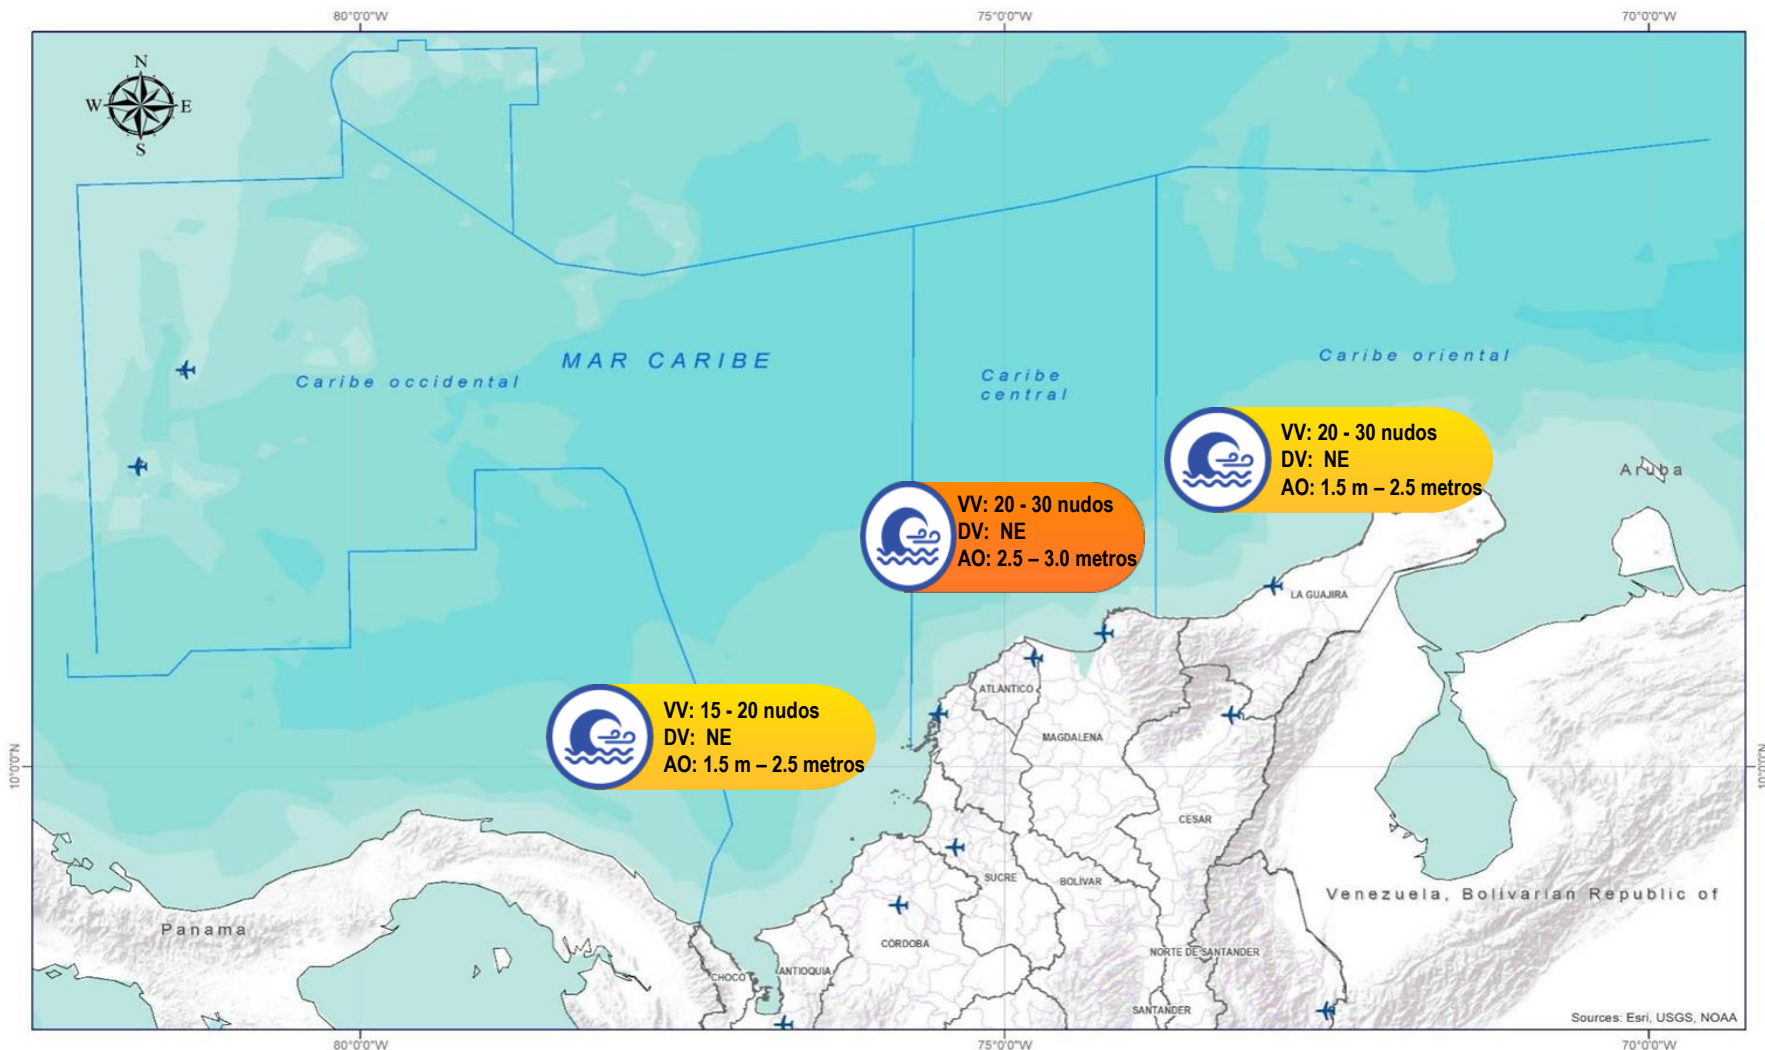 80°0'0"W
75°0'0"W
70°0'0"W
N
W
E
S
MAR CARIBE
Caribe occidental
Caribe
central
Caribe oriental
VV: 20 - 30 nudos
DV: NE
AO: 1.5 m – 2.5 metros
Aruba
VV: 20 - 30 nudos
DV: NE
AO: 2.5 – 3.0 metros
LA GUAJIRA
ATLANTICO
VV: 15 - 20 nudos
DV: NE
AO: 1.5 m – 2.5 metros
MAGDALENA
10°0'0"N
10°0'0"N
CESAR
SUCRE
BOLÍVAR
Venezuela, Bolivarian Republic of
Panama
CÓRDOBA
NORTE DE SANTANDER
CHOCO
ANTIOQUIA
SANTANDER
Sources: Esri, USGS, NOAA
80°0'0"W
75°0'0"W
70°0'0"W